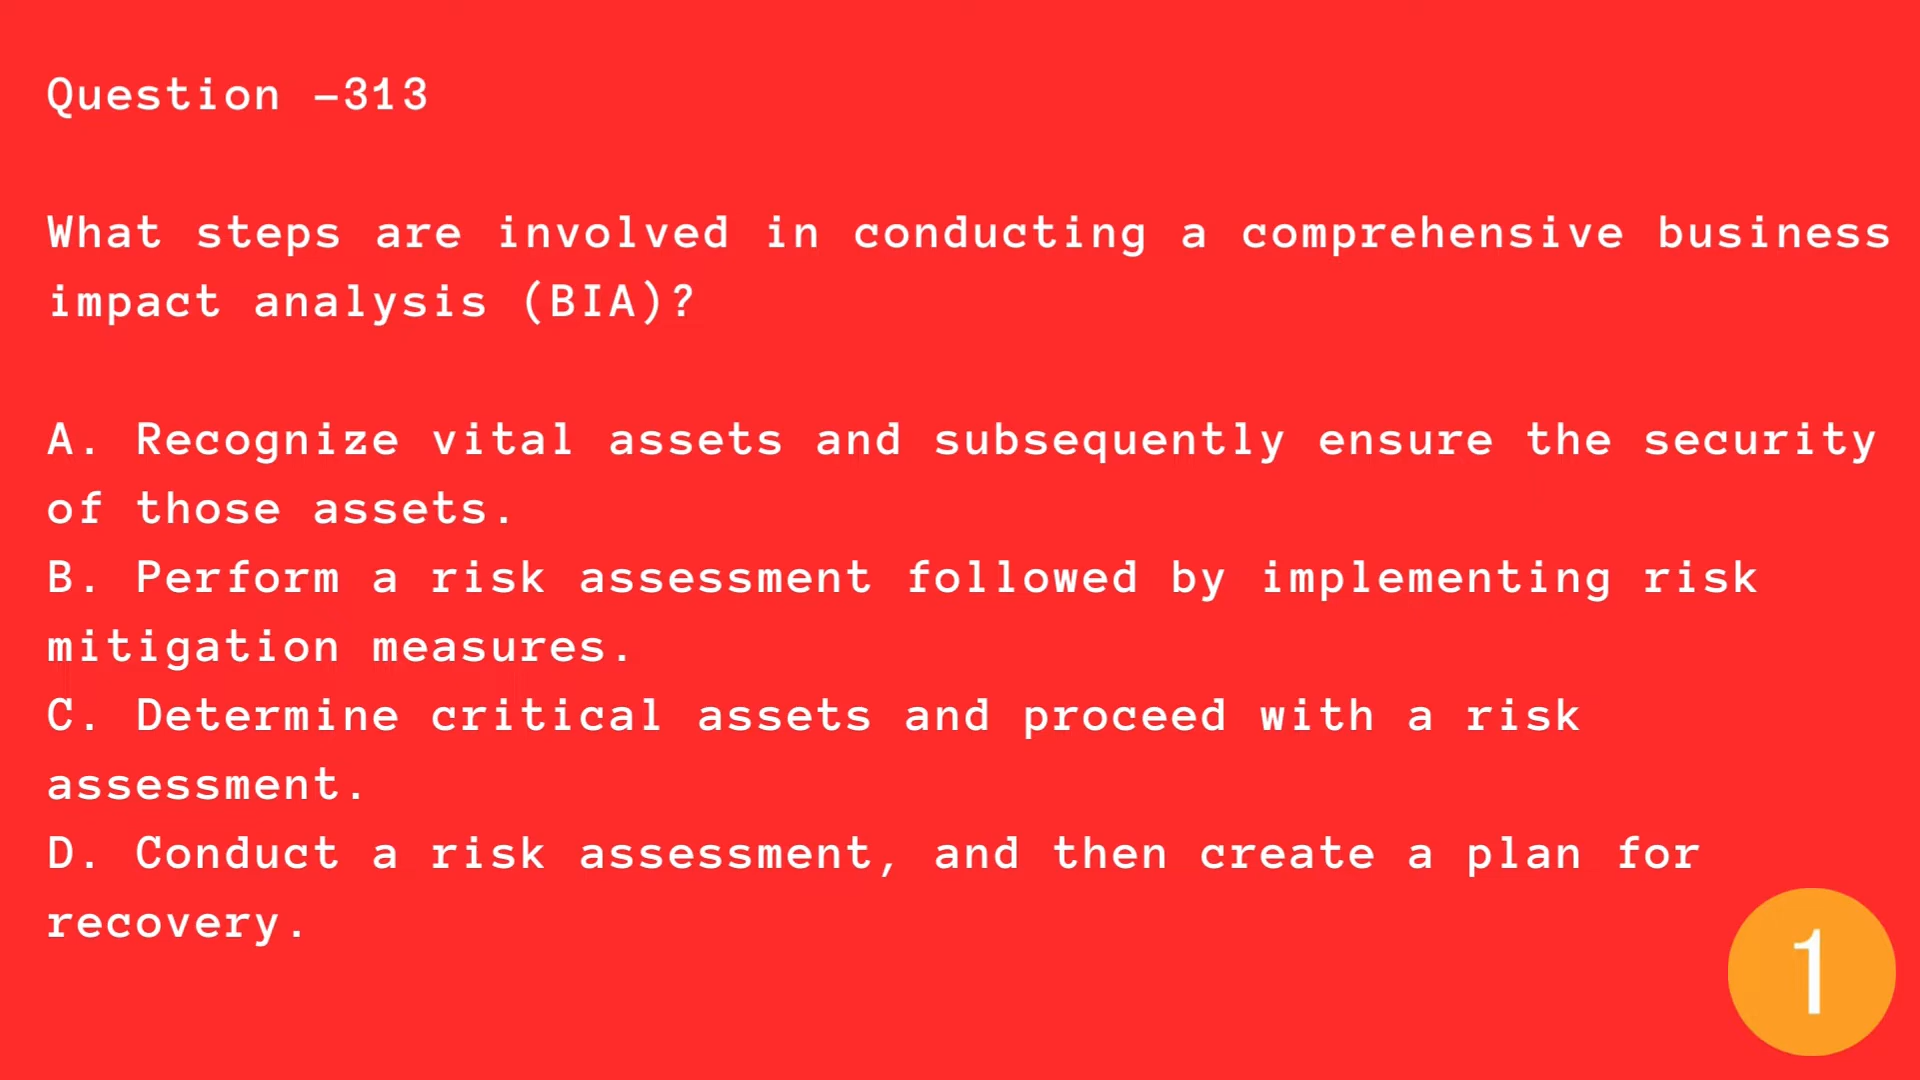 Question -313
What steps are involved in conducting a comprehensive business
impact analysis (BIA)?
A. Recognize vital assets and subsequently ensure the security
of those assets.
B. Perform a risk assessment followed by implementing risk
mitigation measures.
C. Determine critical assets and proceed with a risk
assessment.
D. Conduct a risk assessment, and then create a plan for
recovery.
1